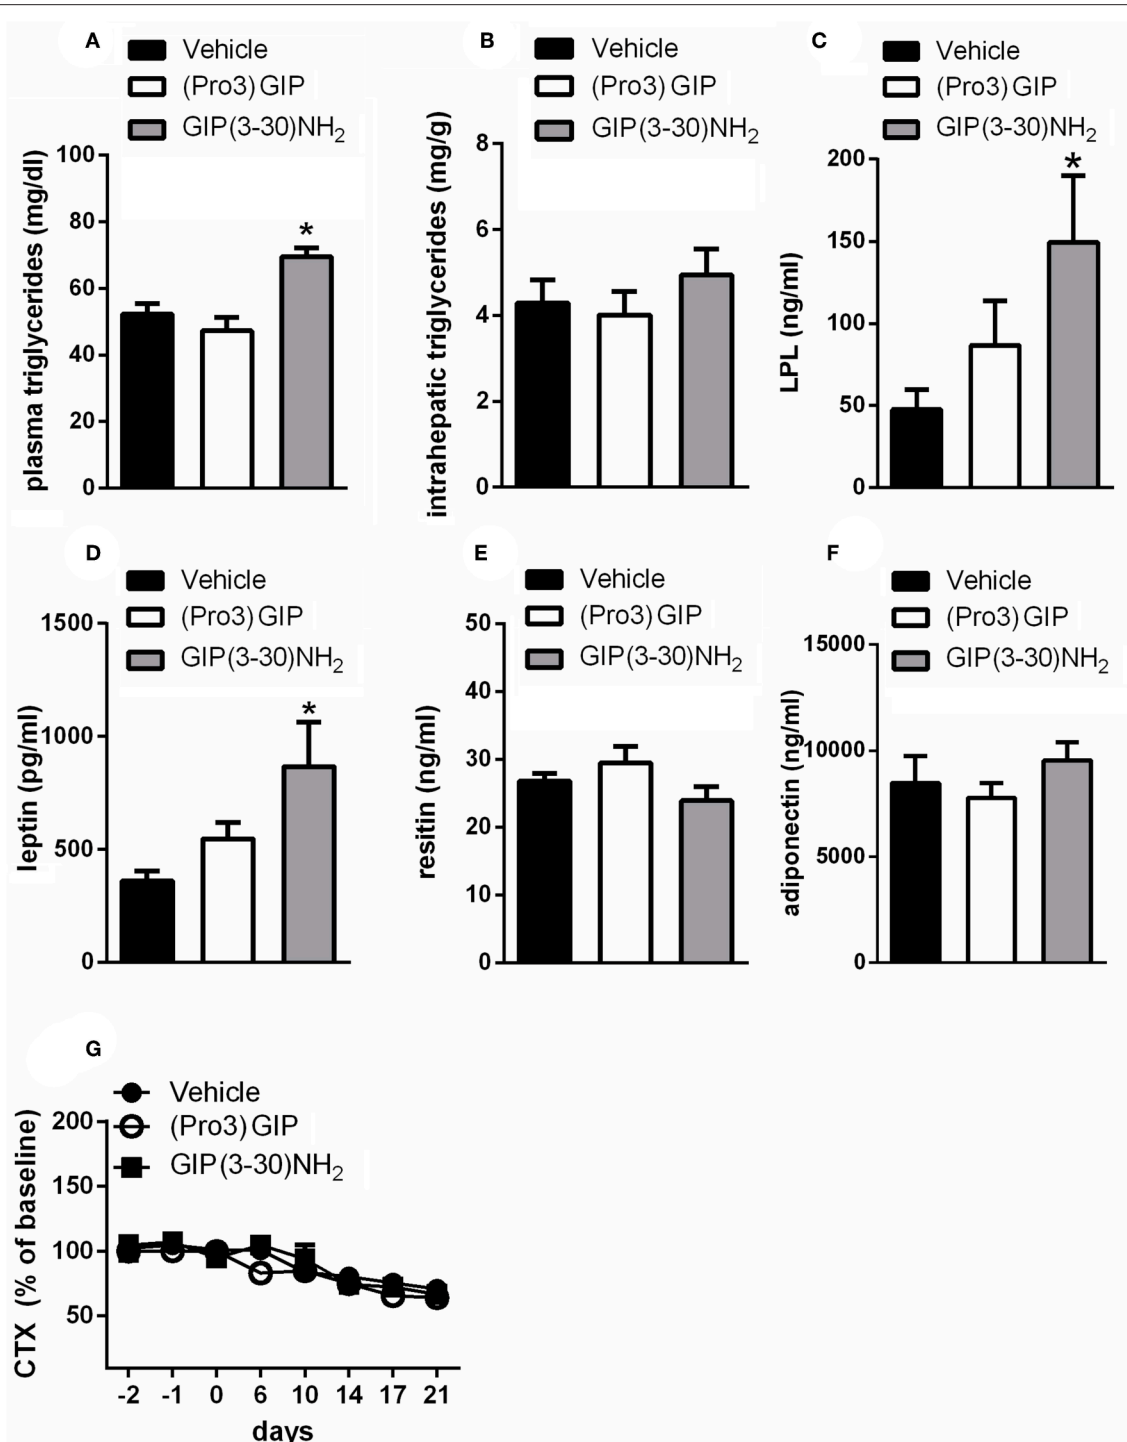 A
Vehicle
(Pro3) GIP
GIP(3-30)NH2
plasma triglycerides (mg/dl)
100
80
60
40
20
0
*
B
Vehicle
(Pro3) GIP
GIP(3-30)NH2
intrahepatic triglycerides (mg/g)
8
6
4
2
0
C
Vehicle
(Pro3) GIP
GIP(3-30)NH2
LPL (ng/ml)
200
150
100
50
0
*
D
Vehicle
(Pro3) GIP
GIP(3-30)NH2
leptin (pg/ml)
1500
1000
500
0
*
E
Vehicle
(Pro3) GIP
GIP(3-30)NH2
resitin (ng/ml)
50
40
30
20
10
0
F
Vehicle
(Pro3) GIP
GIP(3-30)NH2
adiponectin (ng/ml)
15000
10000
5000
0
G
Vehicle
(Pro3) GIP
GIP(3-30)NH2
CTX (% of baseline)
200
150
100
50
-2 -1 0 6 10 14 17 21
days